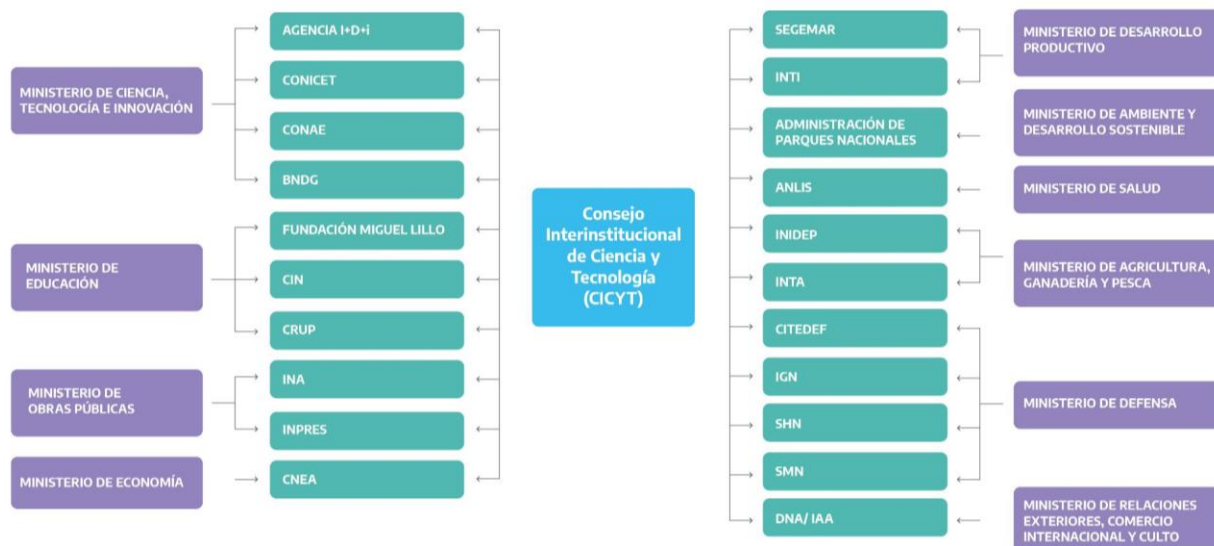 MINISTERIO DE CIENCIA,
TECNOLOGÍA E INNOVACIÓN
MINISTERIO DE
EDUCACIÓN
MINISTERIO DE
OBRAS PÚBLICAS
MINISTERIO DE ECONOMÍA
AGENCIA I+D+i
CONICET
CONAE
BNDG
FUNDACIÓN MIGUEL LILLO
CIN
CRUP
INA
INPRES
CNEA
Consejo
Interinstitucional
de Ciencia y
Tecnología
(CICYT)
SEGEMAR
INTI
ADMINISTRACIÓN DE
PARQUES NACIONALES
ANLIS
INIDEP
INTA
CITEDEF
IGN
SHN
SMN
DNA/ IAA
MINISTERIO DE DESARROLLO
PRODUCTIVO
MINISTERIO DE AMBIENTE Y
DESARROLLO SOSTENIBLE
MINISTERIO DE SALUD
MINISTERIO DE AGRICULTURA,
GANADERÍA Y PESCA
MINISTERIO DE DEFENSA
MINISTERIO DE RELACIONES
EXTERIORES, COMERCIO
INTERNACIONAL Y CULTO